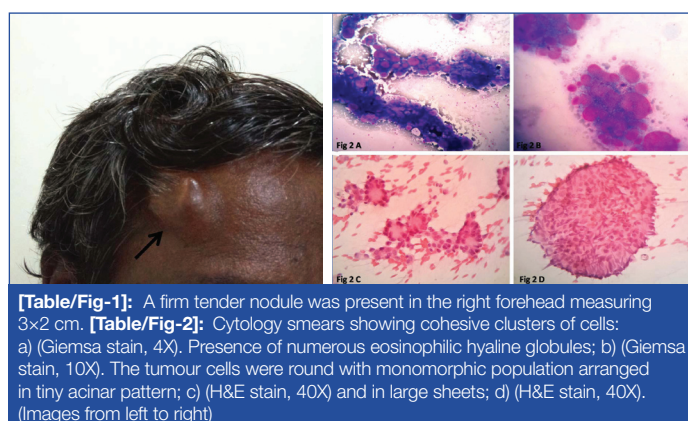 Fig 2 A
Fig 2 B
Fig 2 C
Fig 2 D
[Table/Fig-1]: A firm tender nodule was present in the right forehead measuring
3×2 cm. [Table/Fig-2]: Cytology smears showing cohesive clusters of cells:
a) (Giemsa stain, 4X). Presence of numerous eosinophilic hyaline globules; b) (Giemsa
stain, 10X). The tumour cells were round with monomorphic population arranged
in tiny acinar pattern; c) (H&E stain, 40X) and in large sheets; d) (H&E stain, 40X).
(Images from left to right)